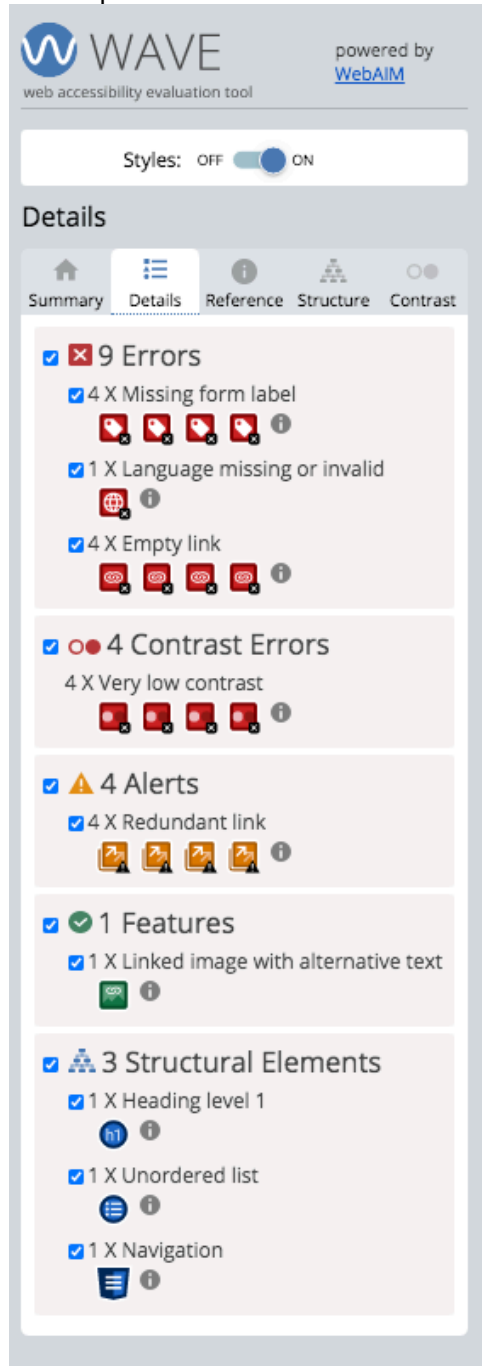 WAVE
web accessibility evaluation tool
powered by
WebAIM
Styles: OFF ON
Details
Summary Details Reference Structure Contrast
9 Errors
4 X Missing form label
1 X Language missing or invalid
4 X Empty link
4 Contrast Errors
4 X Very low contrast
4 Alerts
4 X Redundant link
1 Features
1 X Linked image with alternative text
3 Structural Elements
1 X Heading level 1
h1
1 X Unordered list
1 X Navigation